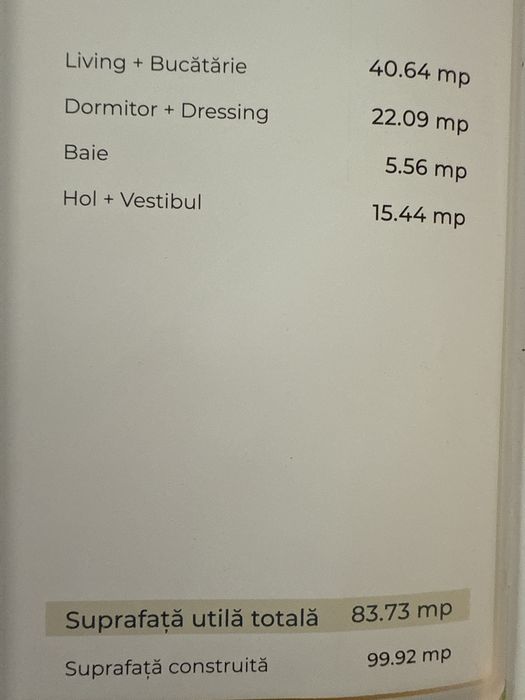 Living + Bucătărie 40.64 mp
Dormitor + Dressing 22.09 mp
Baie 5.56 mp
Hol + Vestibul 15.44 mp
Suprafață utilă totală 83.73 mp
Suprafață construită 99.92 mp